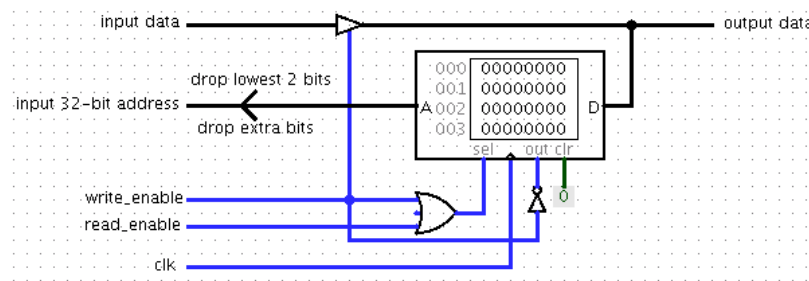 input data
output data
drop lowest 2 bits
000 00000000
001 00000000
input 32-bit address
A 002 00000000 D
drop extra bits
003 00000000
sel out clr
write_enable
0
read_enable
clk